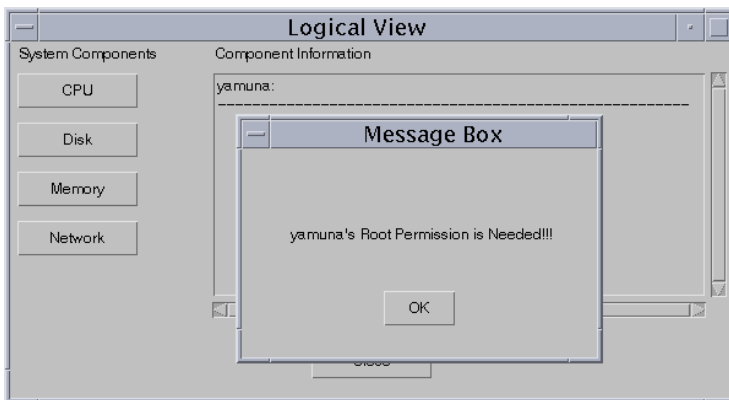 Logical View
System Components
Component Information
CPU
Disk
Memory
Network
yamuna:
Message Box
yamuna's Root Permission is Needed!!!
OK